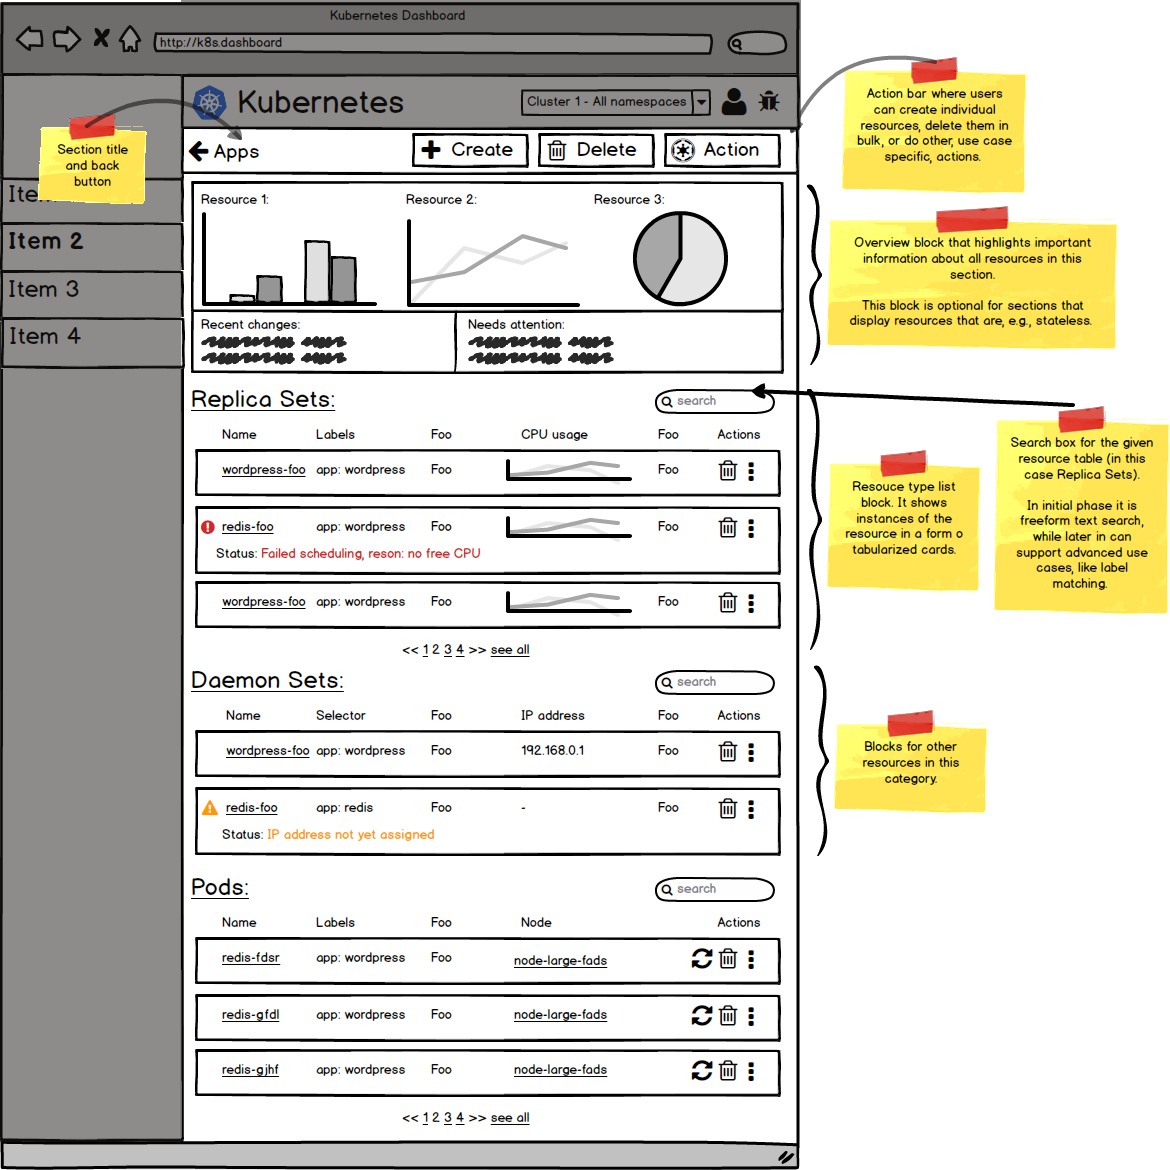 Kubernetes Dashboard
http://k8s.dashboard
Kubernetes
Cluster 1 - All namespaces
Apps
Create
Delete
Action
Section title
and back
button
Item 2
Item 3
Item 4
Resource 1:
Resource 2:
Resource 3:
Recent changes:
Needs attention:
Replica Sets:
search
Name Labels Foo CPU usage Foo Actions
wordpress-foo app: wordpress Foo Foo
redis-foo app: wordpress Foo Foo
Status: Failed scheduling, reson: no free CPU
wordpress-foo app: wordpress Foo Foo
<< 1 2 3 4 >> see all
Daemon Sets:
search
Name Selector Foo IP address Foo Actions
wordpress-foo app: wordpress Foo 192.168.0.1 Foo
redis-foo app: redis Foo - Foo
Status: IP address not yet assigned
Pods:
search
Name Labels Foo Node Actions
redis-fdsr app: wordpress Foo node-large-fads
redis-gfdl app: wordpress Foo node-large-fads
redis-gjhf app: wordpress Foo node-large-fads
<< 1 2 3 4 >> see all
Action bar where users
can create individual
resources, delete them in
bulk, or do other, use case
specific, actions.
Overview block that highlights important
information about all resources in this
section.
This block is optional for sections that
display resources that are, e.g., stateless.
Resouce type list
block. It shows
instances of the
resource in a form o
tabularized cards.
Search box for the given
resource table (in this
case Replica Sets).
In initial phase it is
freeform text search,
while later in can
support advanced use
cases, like label
matching.
Blocks for other
resources in this
category.